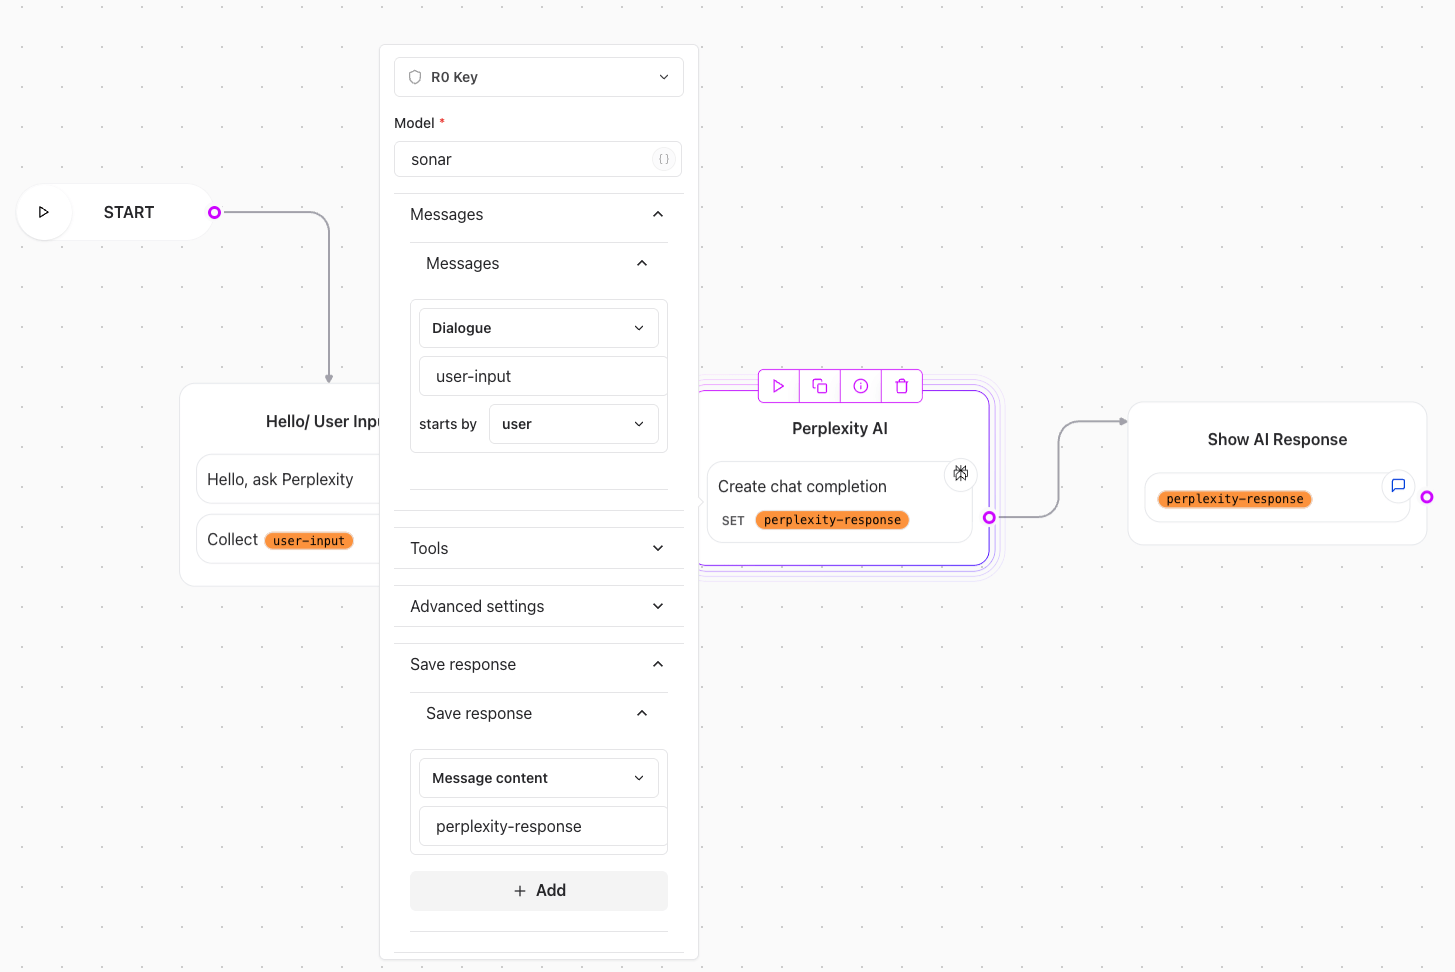 START
Hello/ User Inpu
Hello, ask Perplexity
Collect user-input
R0 Key
Model *
sonar
{}
Messages
Messages
Dialogue
user-input
starts by user
Tools
Advanced settings
Save response
Save response
Message content
perplexity-response
+ Add
Perplexity AI
Create chat completion
SET perplexity-response
Show AI Response
perplexity-response